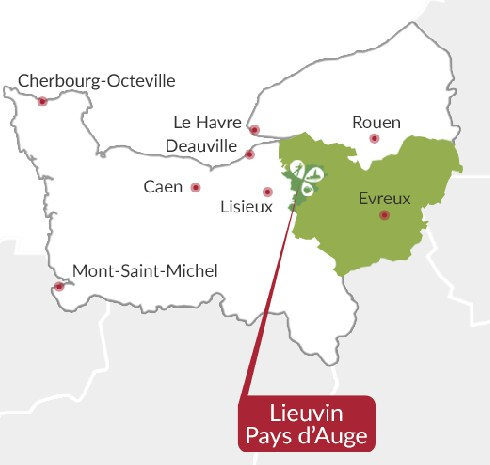 Cherbourg-Octeville
Le Havre
Rouen
Deauville
Caen
Lisieux
Evreux
Mont-Saint-Michel
Lieuvin
Pays d'Auge